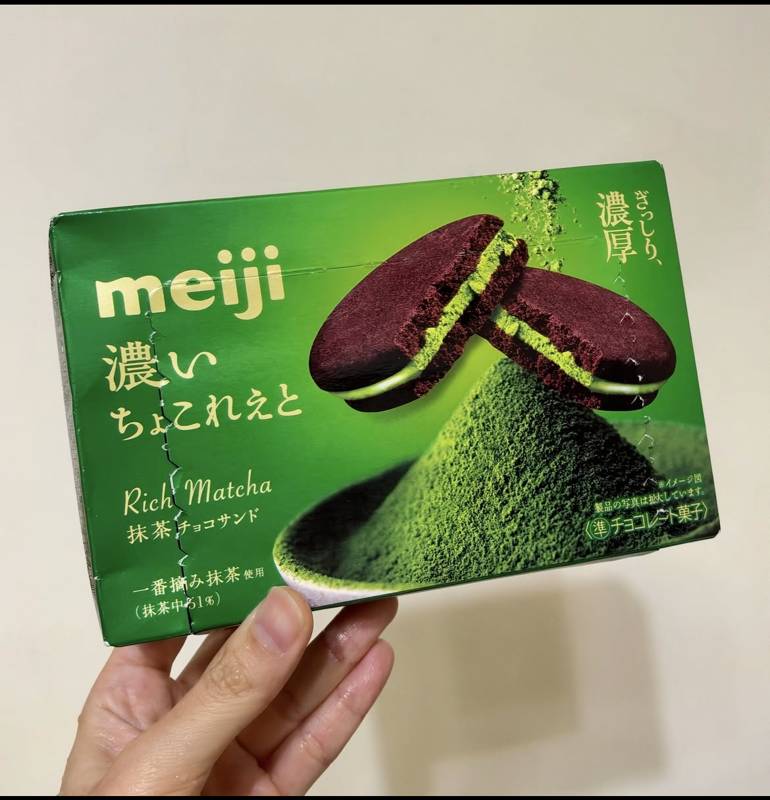 meiji
濃い
ちょこれえと
Rich Matcha
抹茶チョコサンド
一番摘み抹茶使用
(抹茶中51%)
ぎっしり、
濃厚
※イメージ図
製品の写真は拡大しています。
〈準チョコレート菓子〉